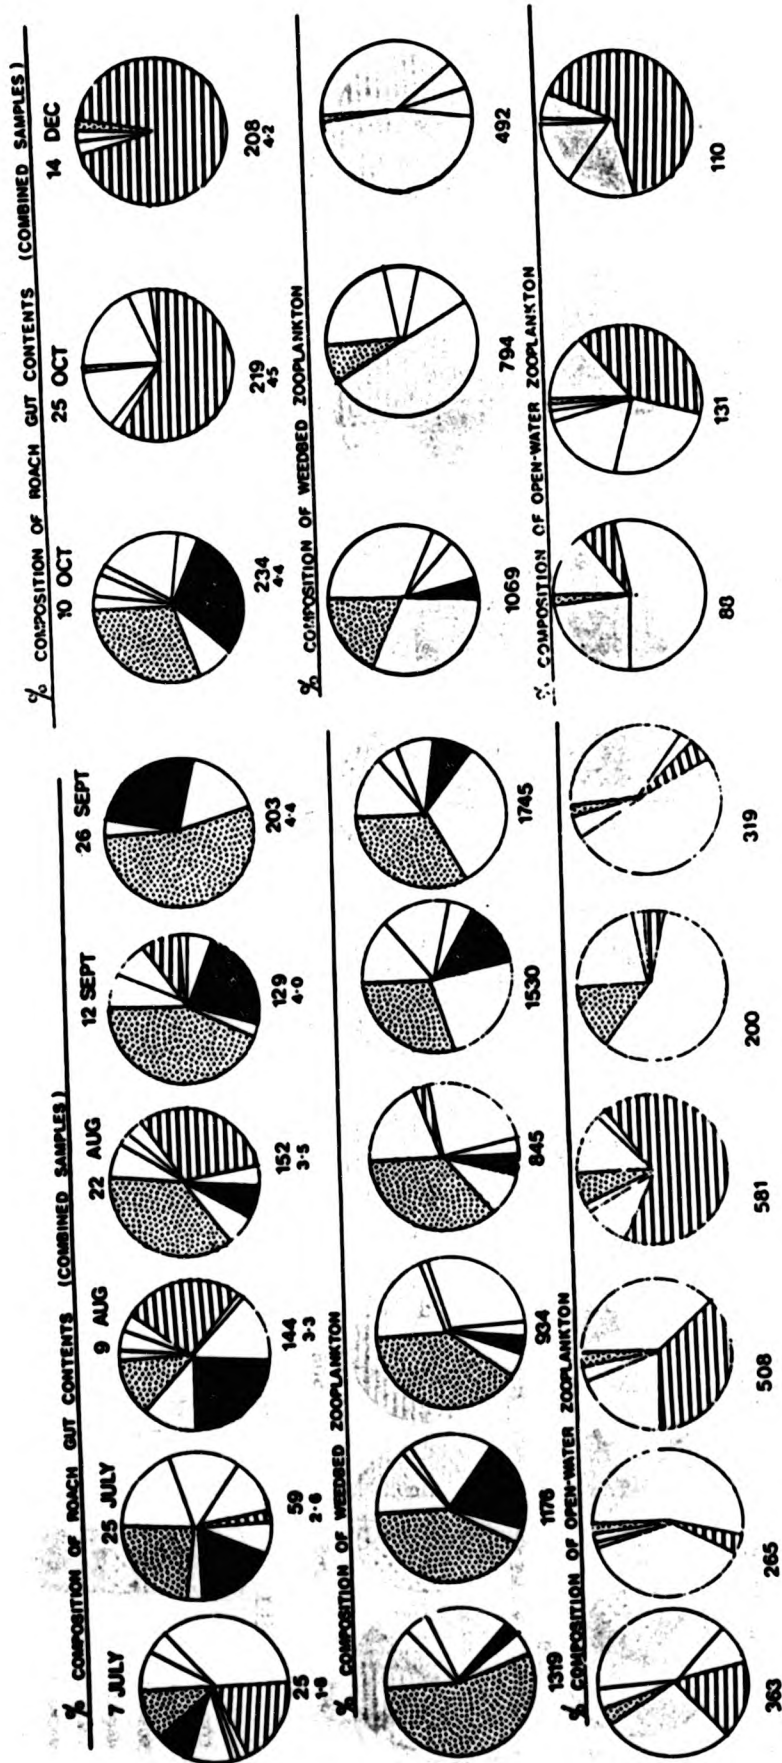 % COMPOSITION OF ROACH GUT CONTENTS (COMBINED SAMPLES)
7 JULY 25 JULY 9 AUG 22 AUG 12 SEPT 26 SEPT
25 59 144 152 129 203
1·8 2·6 3·3 3·5 4·0 4·4
% COMPOSITION OF WEEDBED ZOOPLANKTON
1319 1176 934 845 1530 1745
% COMPOSITION OF OPEN-WATER ZOOPLANKTON
363 265 508 581 200 319
% COMPOSITION OF ROACH GUT CONTENTS (COMBINED SAMPLES)
10 OCT 25 OCT 14 DEC
234 219 208
4·4 4·5 4·2
% COMPOSITION OF WEEDBED ZOOPLANKTON
1069 794 492
% COMPOSITION OF OPEN-WATER ZOOPLANKTON
88 131 110